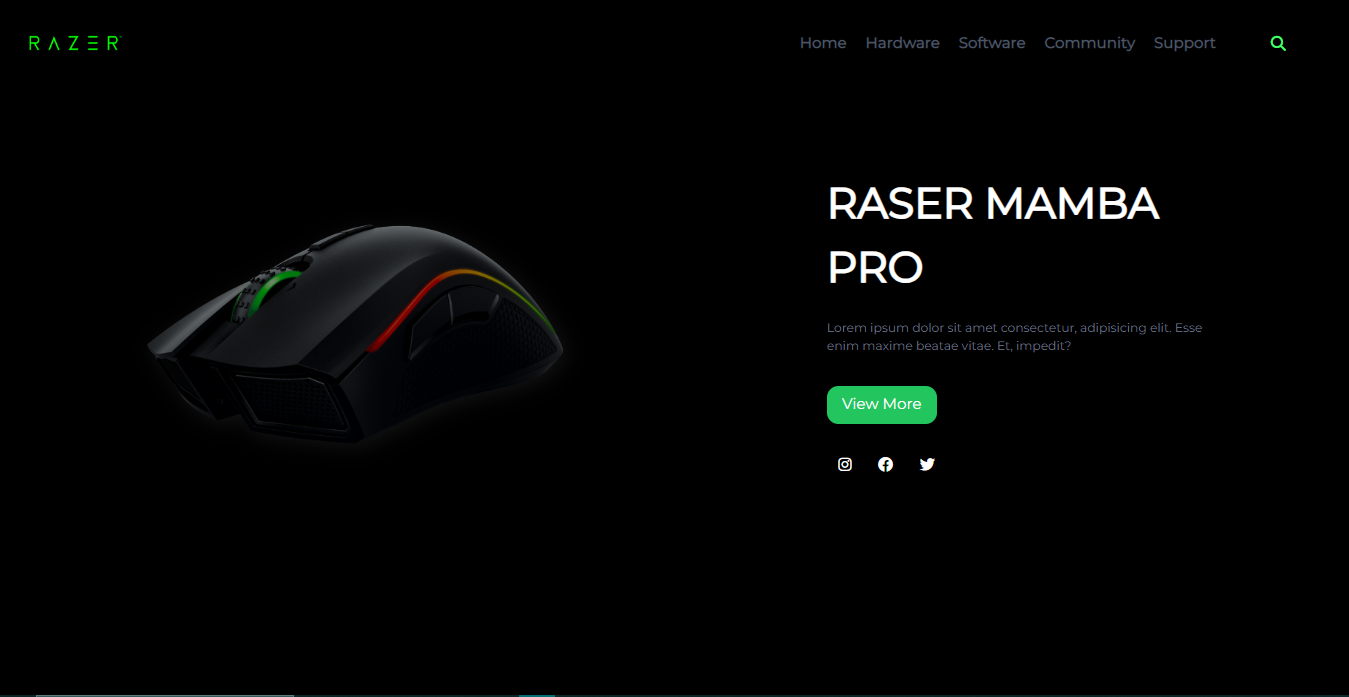 RAZER
Home Hardware Software Community Support
RASER MAMBA
PRO
Lorem ipsum dolor sit amet consectetur, adipisicing elit. Esse
enim maxime beatae vitae. Et, impedit?
View More